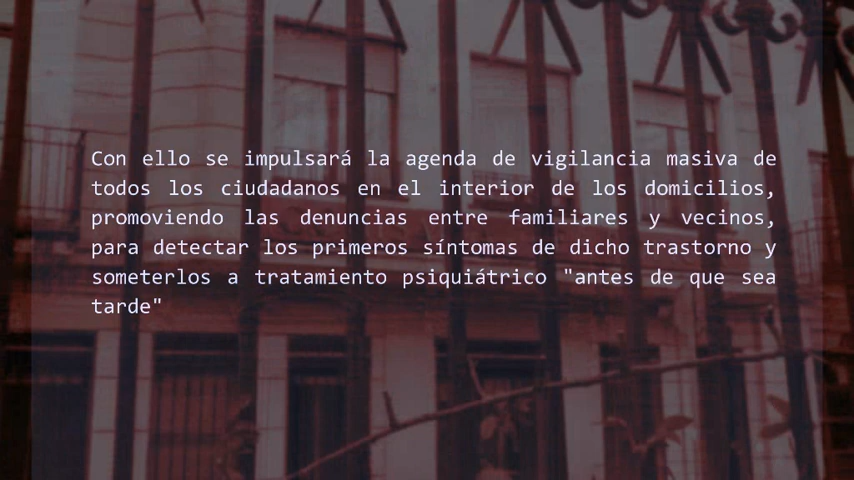 Con ello se impulsará la agenda de vigilancia masiva de
todos los ciudadanos en el interior de los domicilios,
promoviendo las denuncias entre familiares y vecinos,
para detectar los primeros síntomas de dicho trastorno y
someterlos a tratamiento psiquiátrico "antes de que sea
tarde"